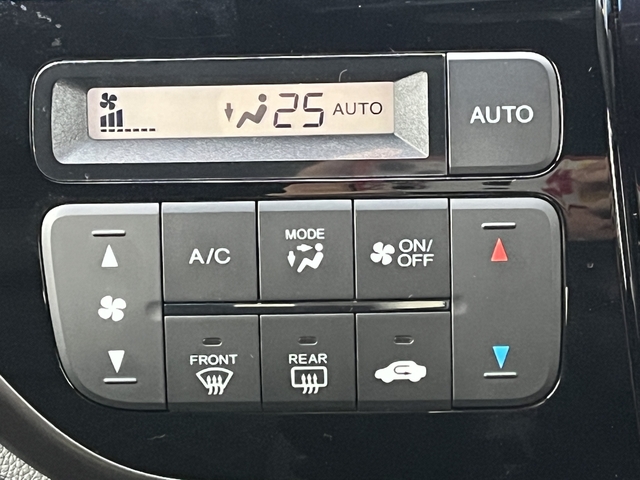 25 AUTO
AUTO
A/C
MODE
ON/
OFF
FRONT
REAR